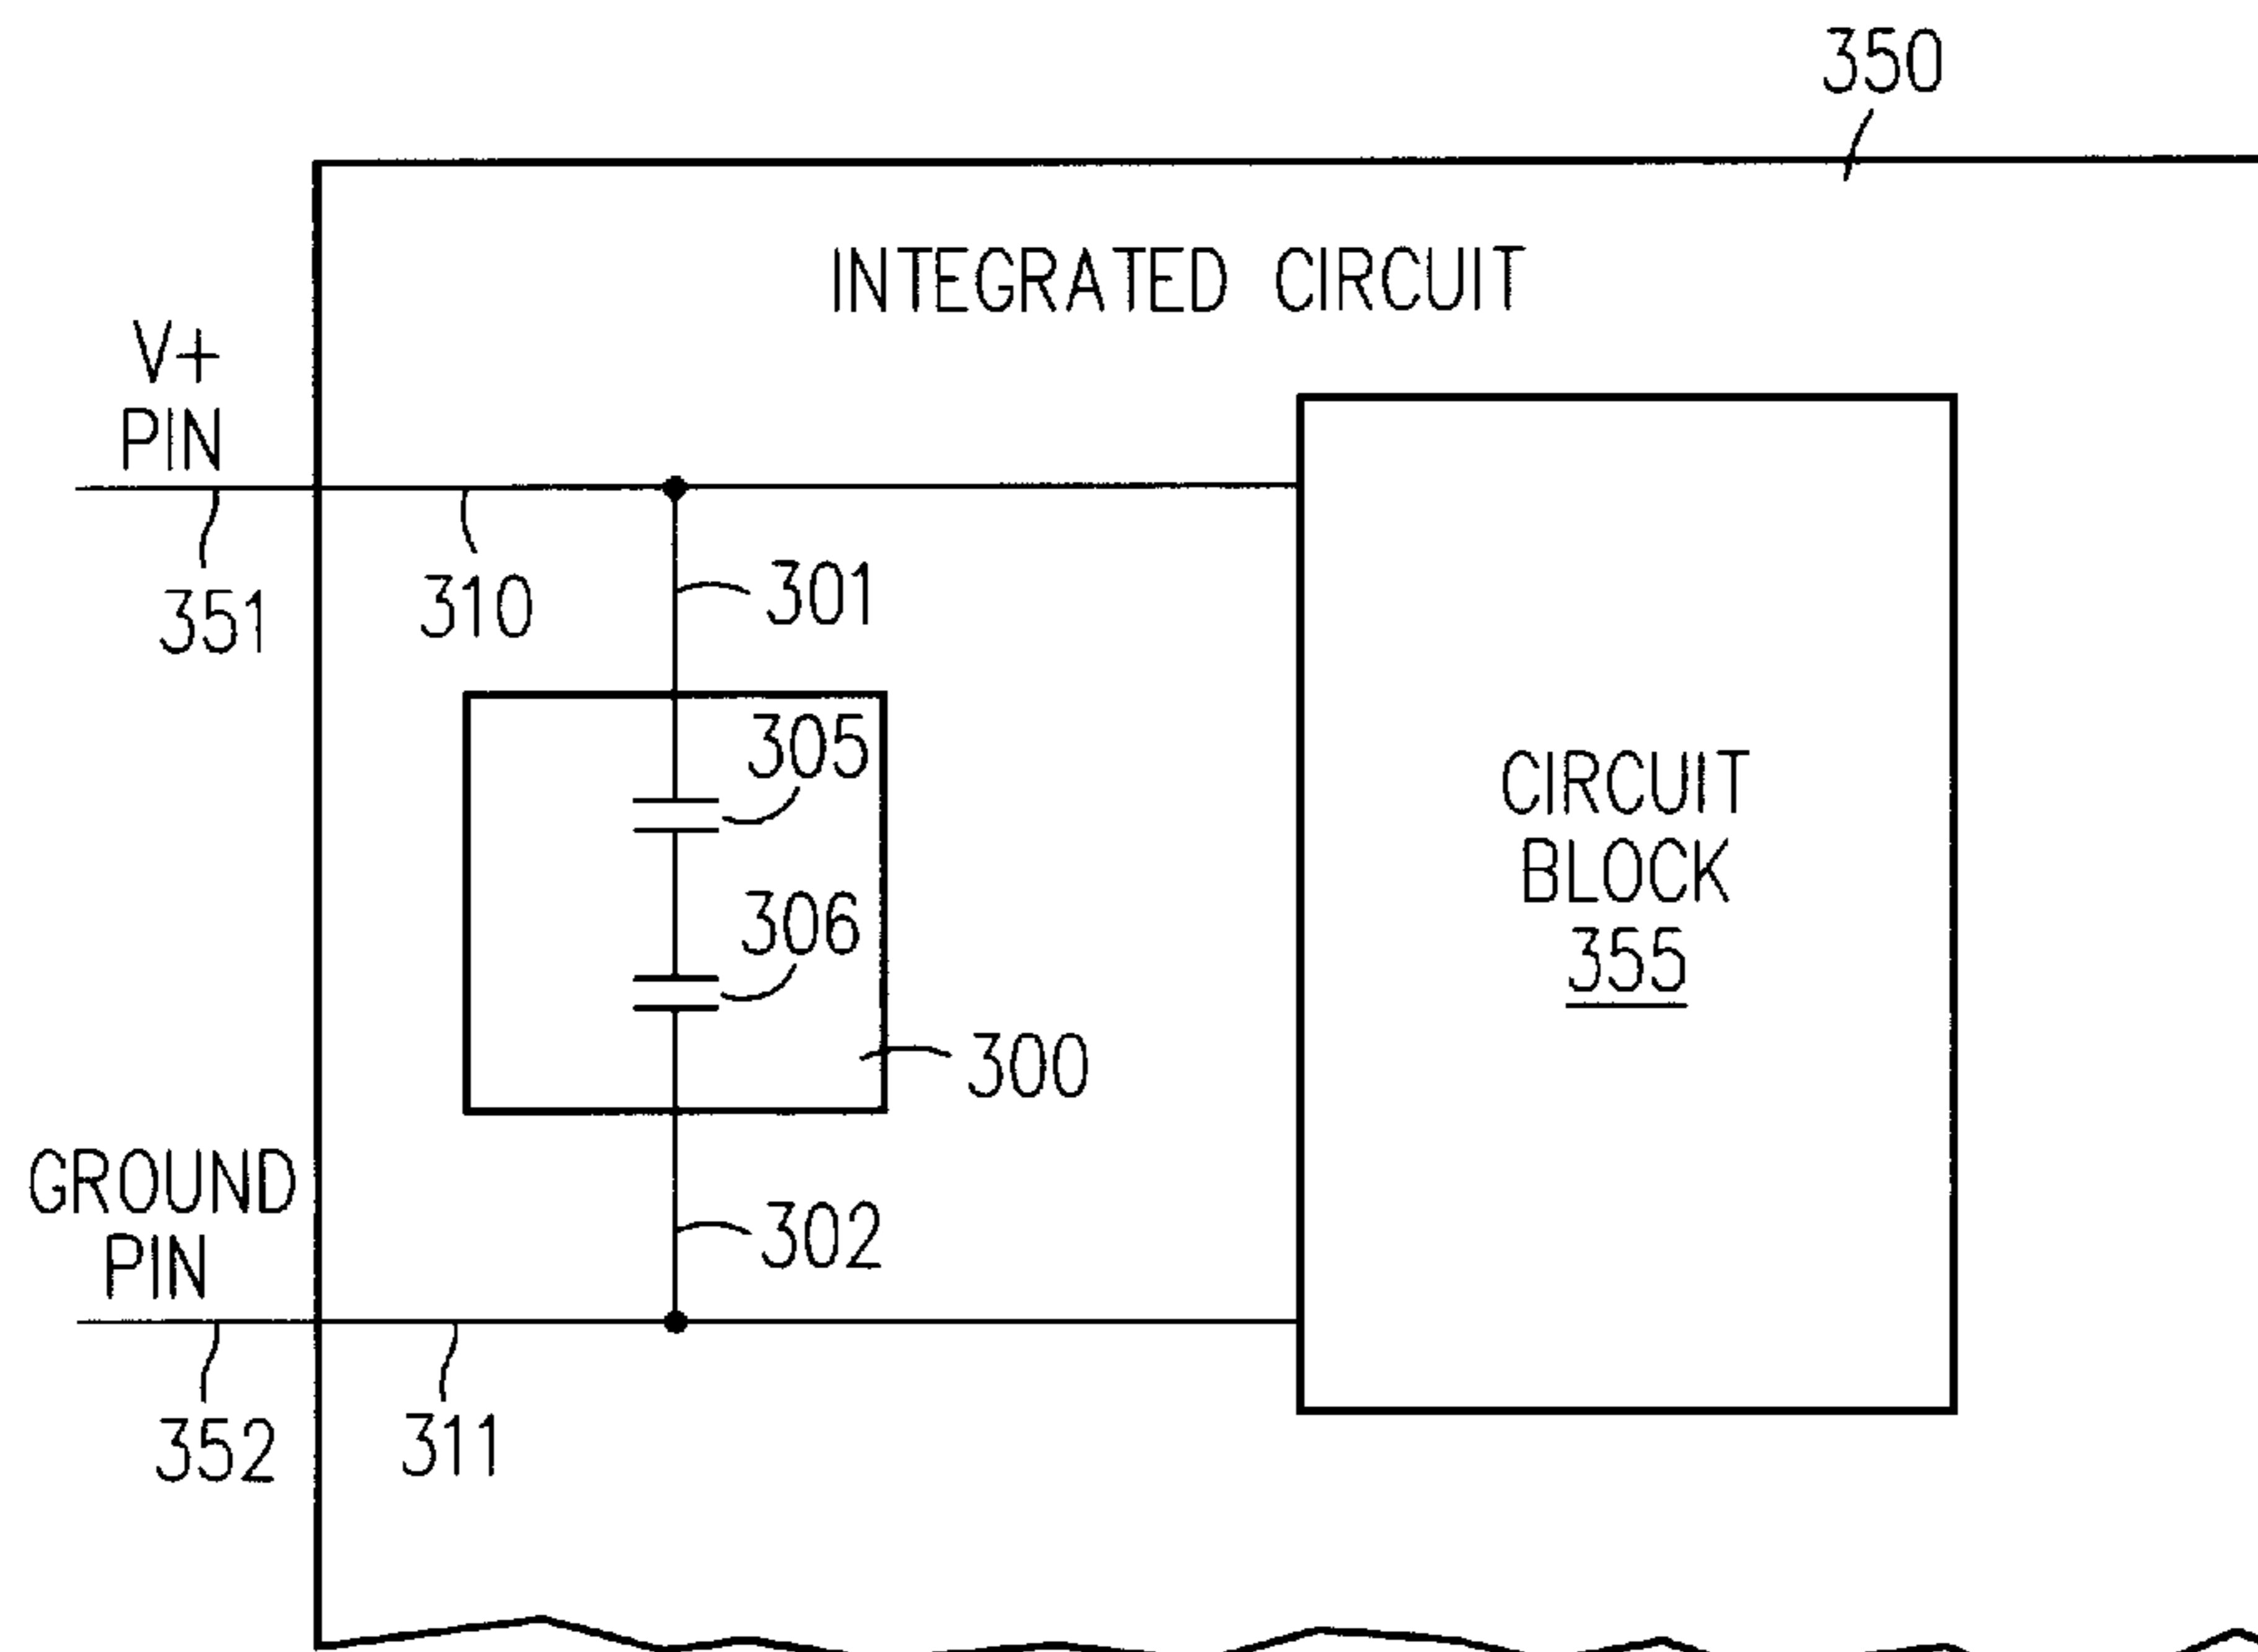 350
INTEGRATED CIRCUIT
V+
PIN
351
310
301
305
306
300
CIRCUIT
BLOCK
355
GROUND
PIN
302
352
311